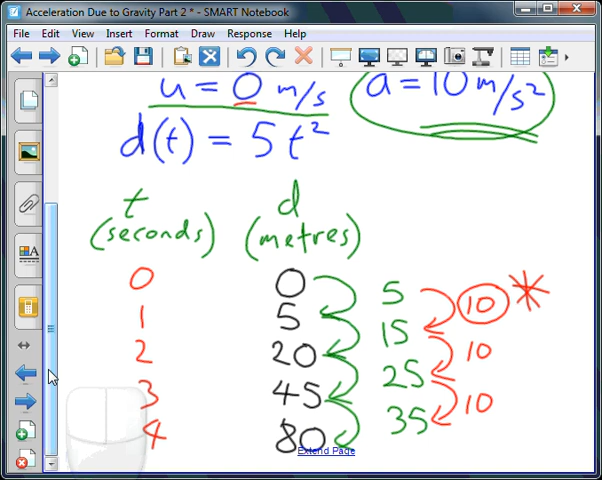 Acceleration Due to Gravity Part 2 * - SMART Notebook
File Edit View Insert Format Draw Response Help
u = 0 m/s a = 10 m/s²
d(t) = 5t²
t d
(seconds) (metres)
0 0 5 10 *
1 5 15 10
2 20 25 10
3 45 35
4 80
Extend Page